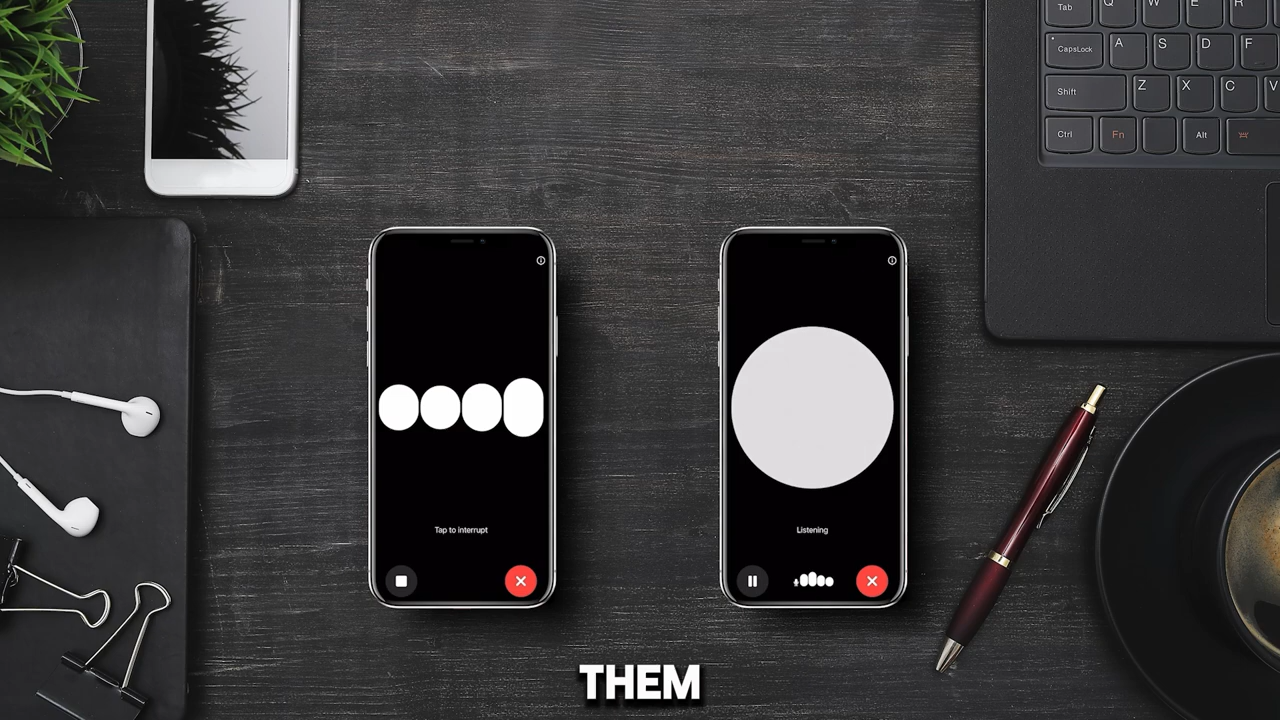 Tab Q W E R
CapsLock A S D F
Shift Z X C V
Ctrl Fn Alt
Tap to interrupt
Listening
THEM